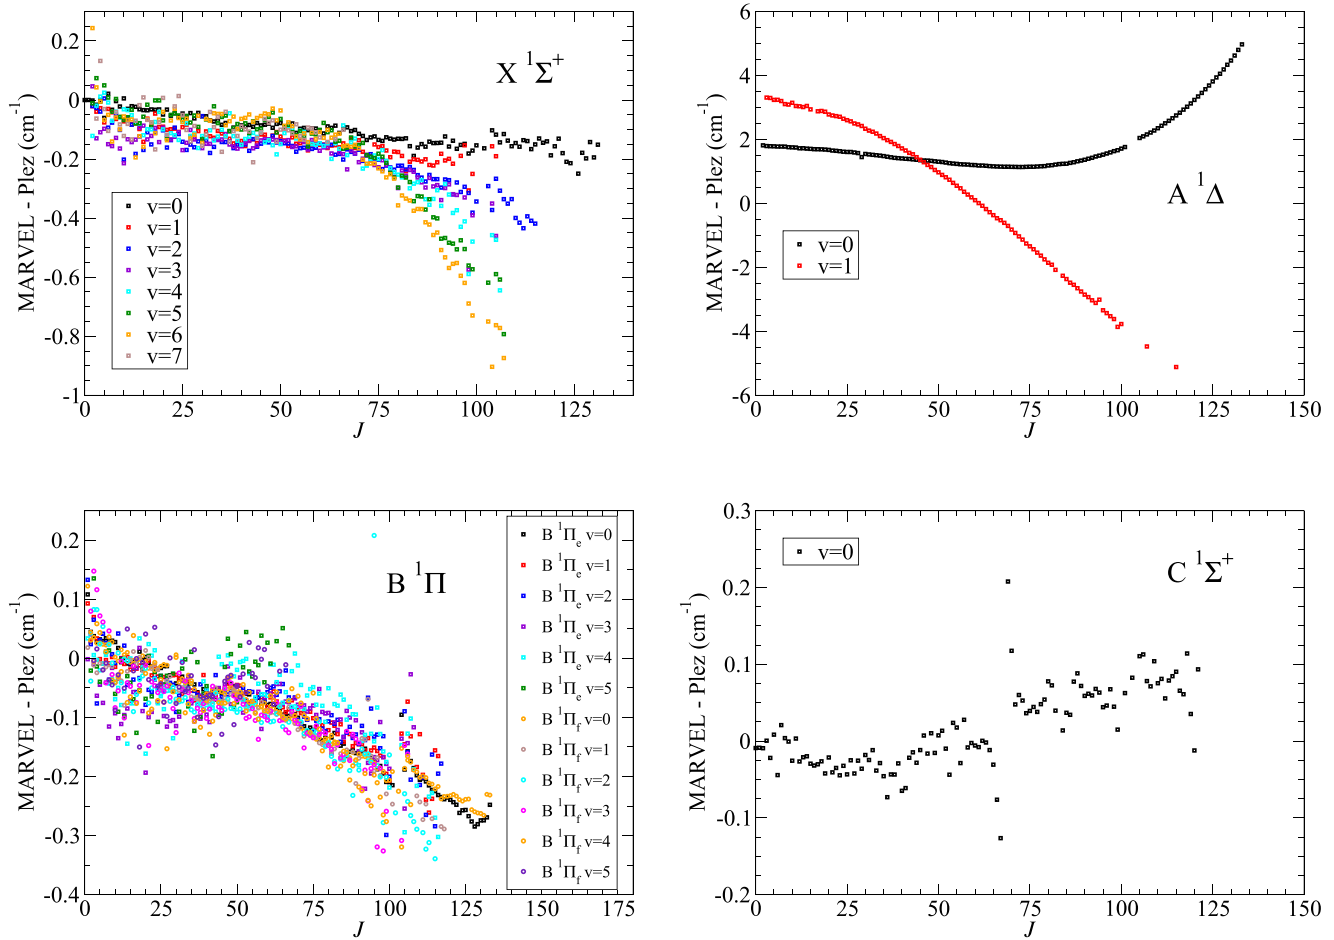 0.2
0
-0.2
-0.4
-0.6
-0.8
-1
MARVEL - Plez (cm⁻¹)
X ¹Σ⁺
v=0
v=1
v=2
v=3
v=4
v=5
v=6
v=7
0 25 50 75 100 125
J
6
4
2
0
-2
-4
-6
MARVEL - Plez (cm⁻¹)
A ¹Δ
v=0
v=1
0 25 50 75 100 125 150
J
0.2
0.1
0
-0.1
-0.2
-0.3
-0.4
MARVEL - Plez (cm⁻¹)
B ¹Π
B ¹Πₑ v=0
B ¹Πₑ v=1
B ¹Πₑ v=2
B ¹Πₑ v=3
B ¹Πₑ v=4
B ¹Πₑ v=5
B ¹Π_f v=0
B ¹Π_f v=1
B ¹Π_f v=2
B ¹Π_f v=3
B ¹Π_f v=4
B ¹Π_f v=5
0 25 50 75 100 125 150 175
J
0.3
0.2
0.1
0
-0.1
-0.2
MARVEL - Plez (cm⁻¹)
v=0
C ¹Σ⁺
0 25 50 75 100 125 150
J